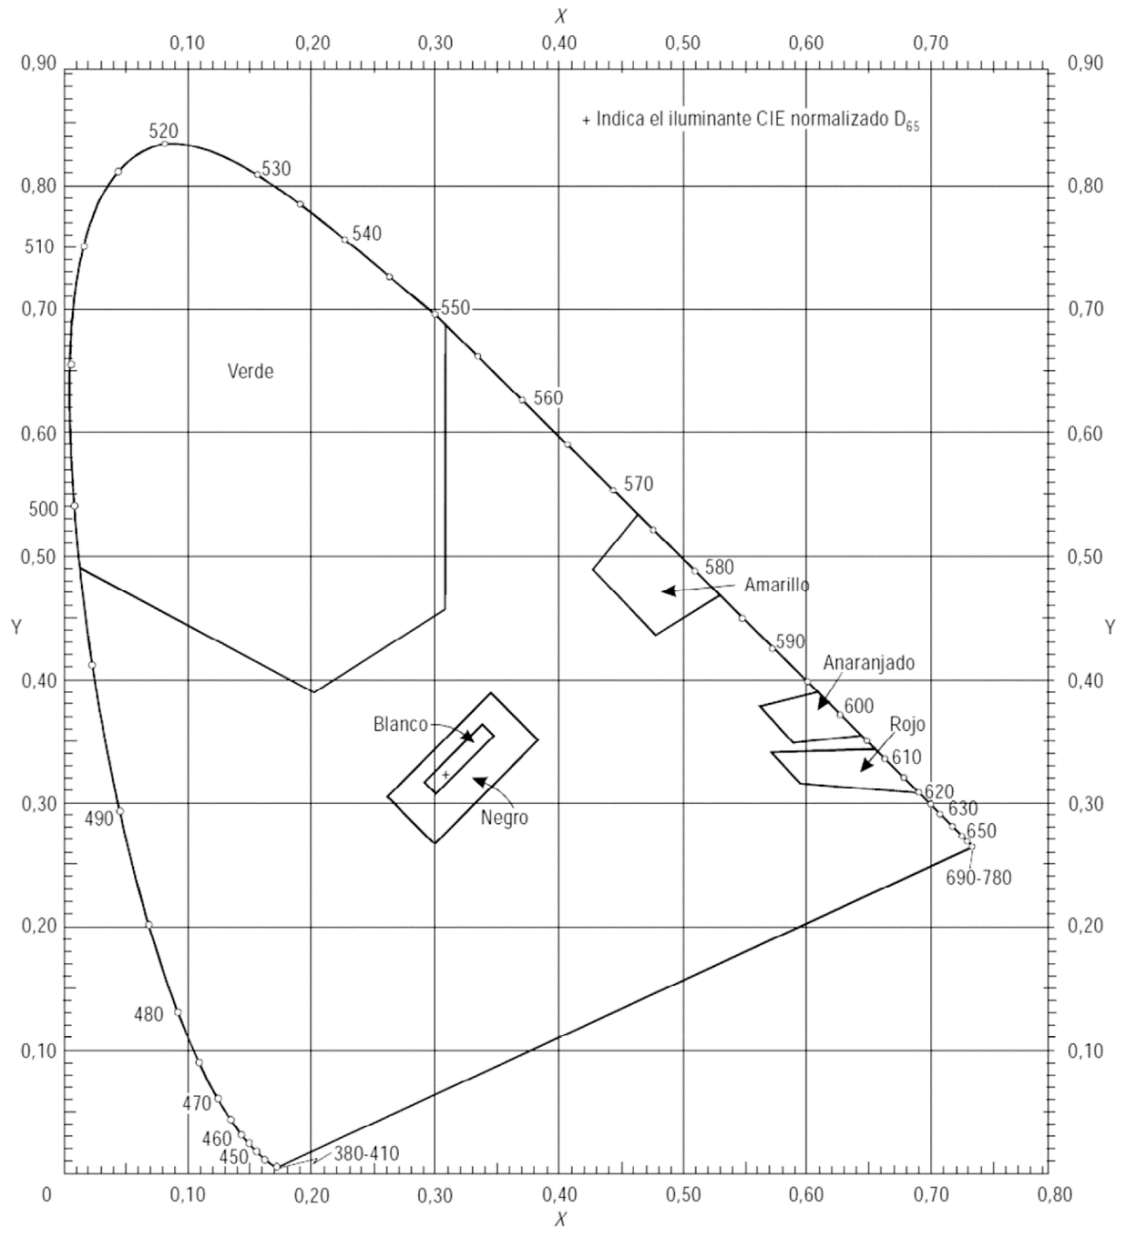 X
0,10 0,20 0,30 0,40 0,50 0,60 0,70
0,90 0,90
+ Indica el iluminante CIE normalizado D65
520
530
0,80 0,80
540
510
0,70 550 0,70
Verde
560
0,60 0,60
570
500
0,50 0,50
580
Amarillo
Y Y
590
Anaranjado
0,40 0,40
600
Blanco Rojo
610
620
0,30 630 0,30
490 Negro
650
690-780
0,20 0,20
480
0,10 0,10
470
460
450 380-410
0 0,10 0,20 0,30 0,40 0,50 0,60 0,70 0,80
X